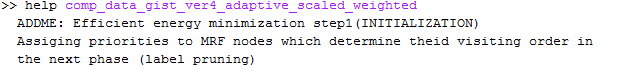 >> help comp_data_gist_ver4_adaptive_scaled_weighted
ADDME: Efficient energy minimization step1(INITIALIZATION)
Assiging priorities to MRF nodes which determine theid visiting order in
the next phase (label pruning)